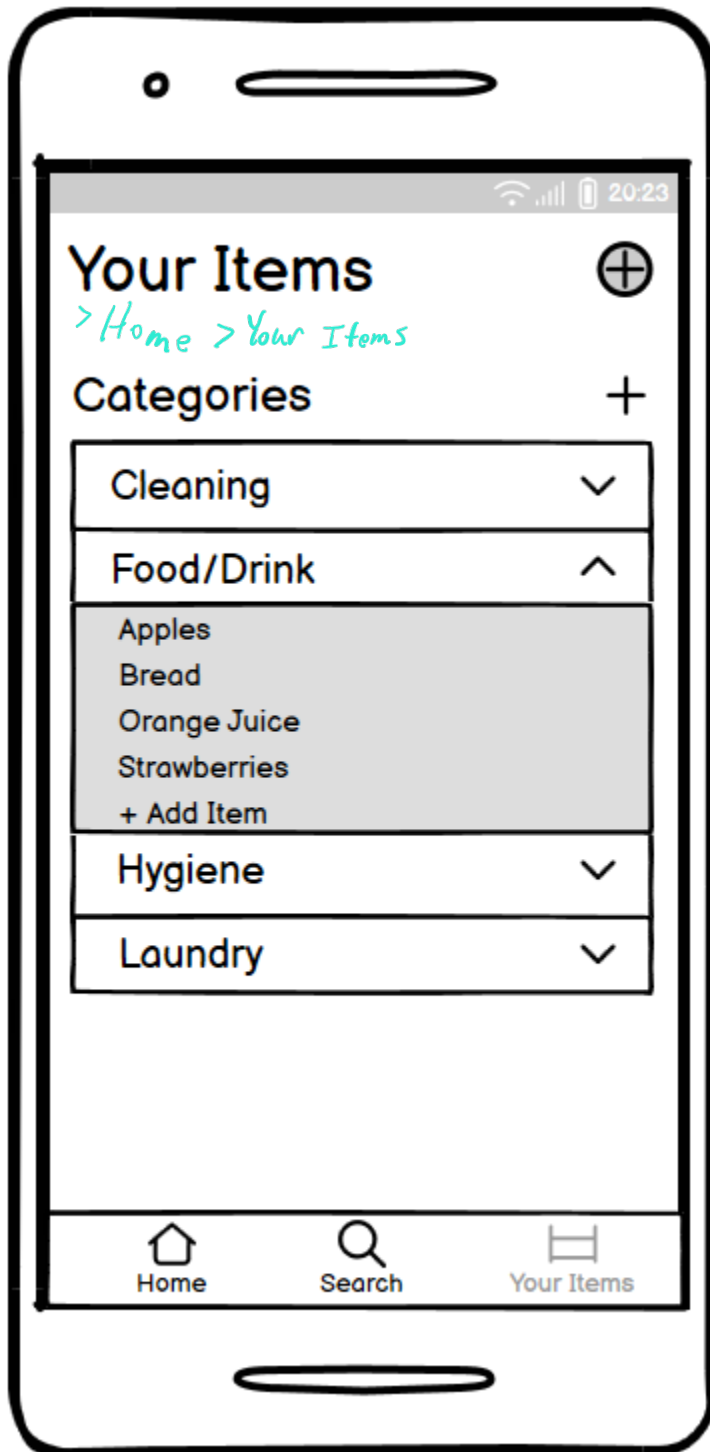 20:23
Your Items
>Home >Your Items
Categories +
Cleaning
Food/Drink
Apples
Bread
Orange Juice
Strawberries
+ Add Item
Hygiene
Laundry
Home Search Your Items